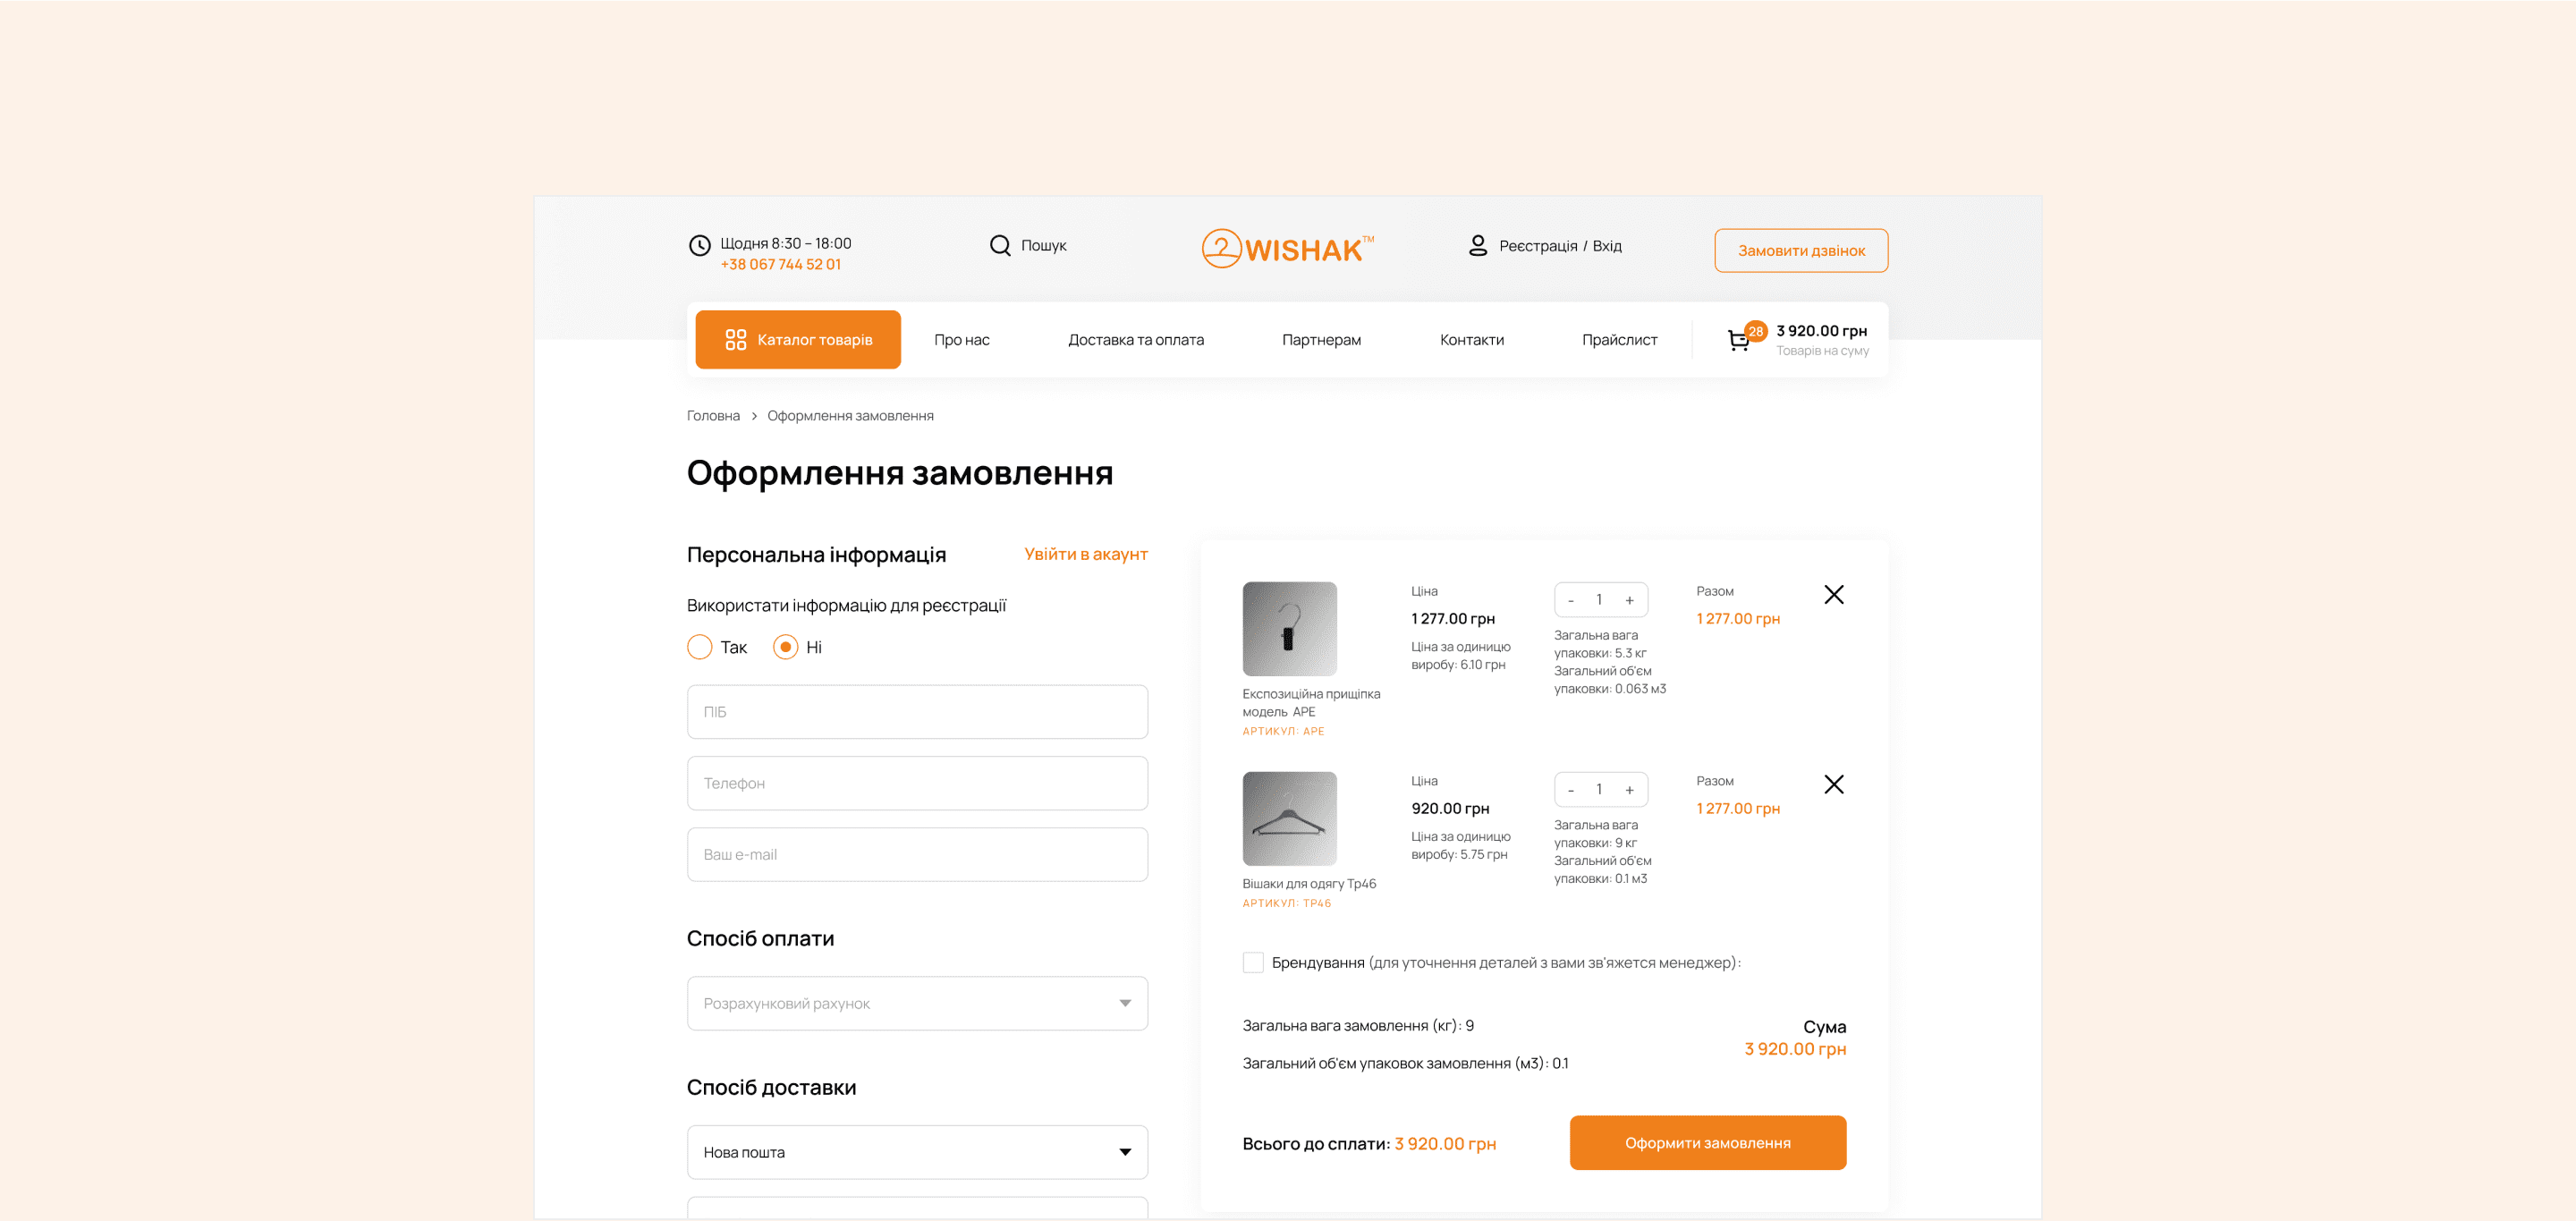 Щодня 8:30 – 18:00
+38 067 744 52 01
Пошук
WISHAK™
Реєстрація / Вхід
Замовити дзвінок
Каталог товарів
Про нас
Доставка та оплата
Партнерам
Контакти
Прайслист
28
3 920.00 грн
Товарів на суму
Головна > Оформлення замовлення
Оформлення замовлення
Персональна інформація
Увійти в акаунт
Використати інформацію для реєстрації
Так
Ні
ПІБ
Телефон
Ваш e-mail
Спосіб оплати
Розрахунковий рахунок
Спосіб доставки
Нова пошта
Експозиційна прищіпка
модель APE
АРТИКУЛ: APE
Ціна
1 277.00 грн
Ціна за одиницю
виробу: 6.10 грн
- 1 +
Загальна вага
упаковки: 5.3 кг
Загальний об'єм
упаковки: 0.063 м3
Разом
1 277.00 грн
Вішаки для одягу Тр46
АРТИКУЛ: ТР46
Ціна
920.00 грн
Ціна за одиницю
виробу: 5.75 грн
- 1 +
Загальна вага
упаковки: 9 кг
Загальний об'єм
упаковки: 0.1 м3
Разом
1 277.00 грн
Брендування (для уточнення деталей з вами зв'яжется менеджер):
Загальна вага замовлення (кг): 9
Загальний об'єм упаковок замовлення (м3): 0.1
Сума
3 920.00 грн
Всього до сплати: 3 920.00 грн
Оформити замовлення